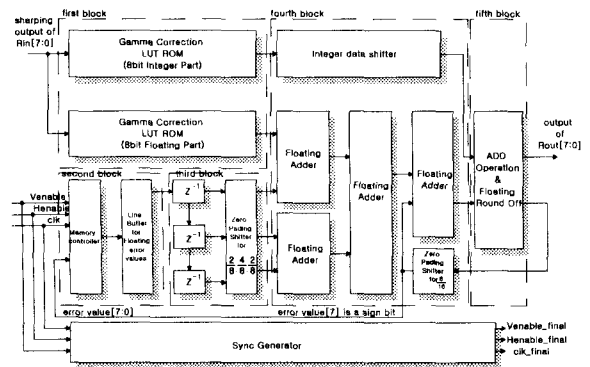 first block
fourth block
fifth block
sharping
output of
Rin[7:0]
Gamma Correction
LUT ROM
(8bit Integer Part)
Integer data shifter
Gamma Correction
LUT ROM
(8bit Floating Part)
Floating
Adder
Floating
Adder
Floating
Adder
Floating
Adder
ADD
Operation
&
Floating
Round Off
output
of
Rout[7:0]
second block
third block
Venable
Henable
clk
Memory
controller
Line
Buffer
for
Floating
error
values
Z⁻¹
Z⁻¹
Z⁻¹
Zero
Pading
Shifter
for
2/8 4/8 2/8
Zero
Pading
Shifter
for 8/16
error value[7:0]
error value[7] is a sign bit
Sync Generator
Venable_final
Henable_final
clk_final